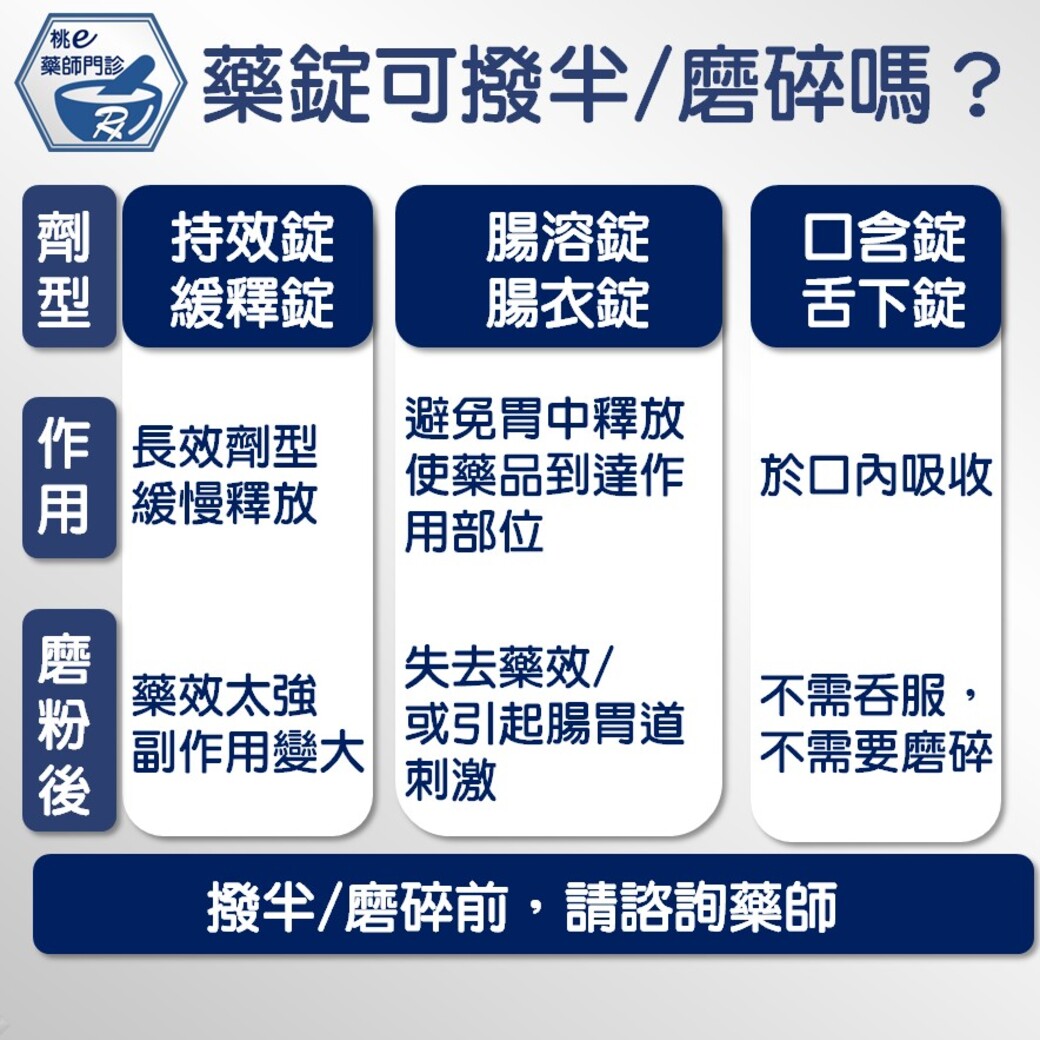 桃e
藥師門診
Rx
藥錠可撥半/磨碎嗎？
劑型
持效錠
緩釋錠
腸溶錠
腸衣錠
口含錠
舌下錠
作用
長效劑型
緩慢釋放
避免胃中釋放
使藥品到達作
用部位
於口內吸收
磨粉後
藥效太強
副作用變大
失去藥效/
或引起腸胃道
刺激
不需吞服，
不需要磨碎
撥半/磨碎前，請諮詢藥師